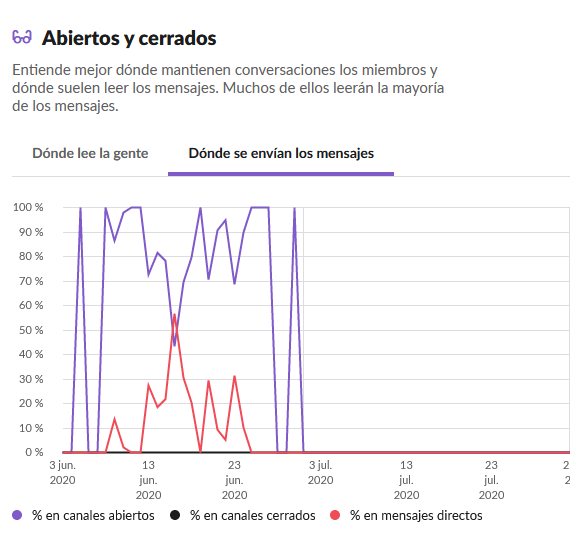 Abiertos y cerrados
Entiende mejor dónde mantienen conversaciones los miembros y
dónde suelen leer los mensajes. Muchos de ellos leerán la mayoría
de los mensajes.
Dónde lee la gente
Dónde se envían los mensajes
100 %
90 %
80 %
70 %
60 %
50 %
40 %
30 %
20 %
10 %
0 %
3 jun.
2020
13
jun.
2020
23
jun.
2020
3 jul.
2020
13
jul.
2020
23
jul.
2020
2
2
% en canales abiertos
% en canales cerrados
% en mensajes directos